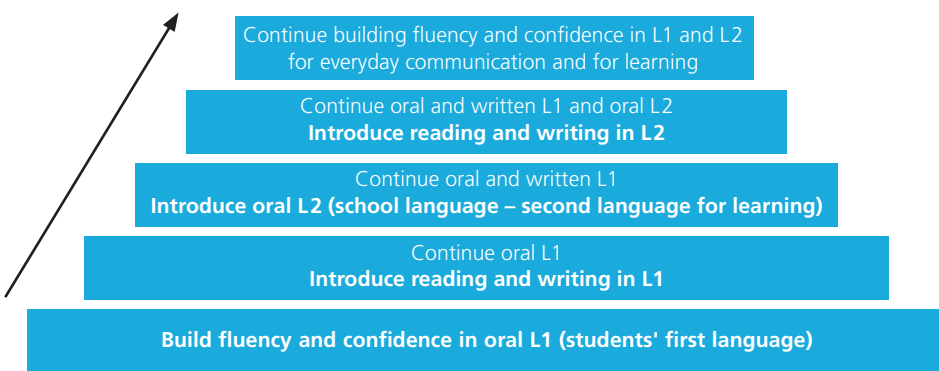 Continue building fluency and confidence in L1 and L2
for everyday communication and for learning
Continue oral and written L1 and oral L2
Introduce reading and writing in L2
Continue oral and written L1
Introduce oral L2 (school language – second language for learning)
Continue oral L1
Introduce reading and writing in L1
Build fluency and confidence in oral L1 (students' first language)